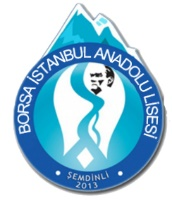 BORSA İSTANBUL ANADOLU LİSESİ
ŞEMDİNLİ
2013